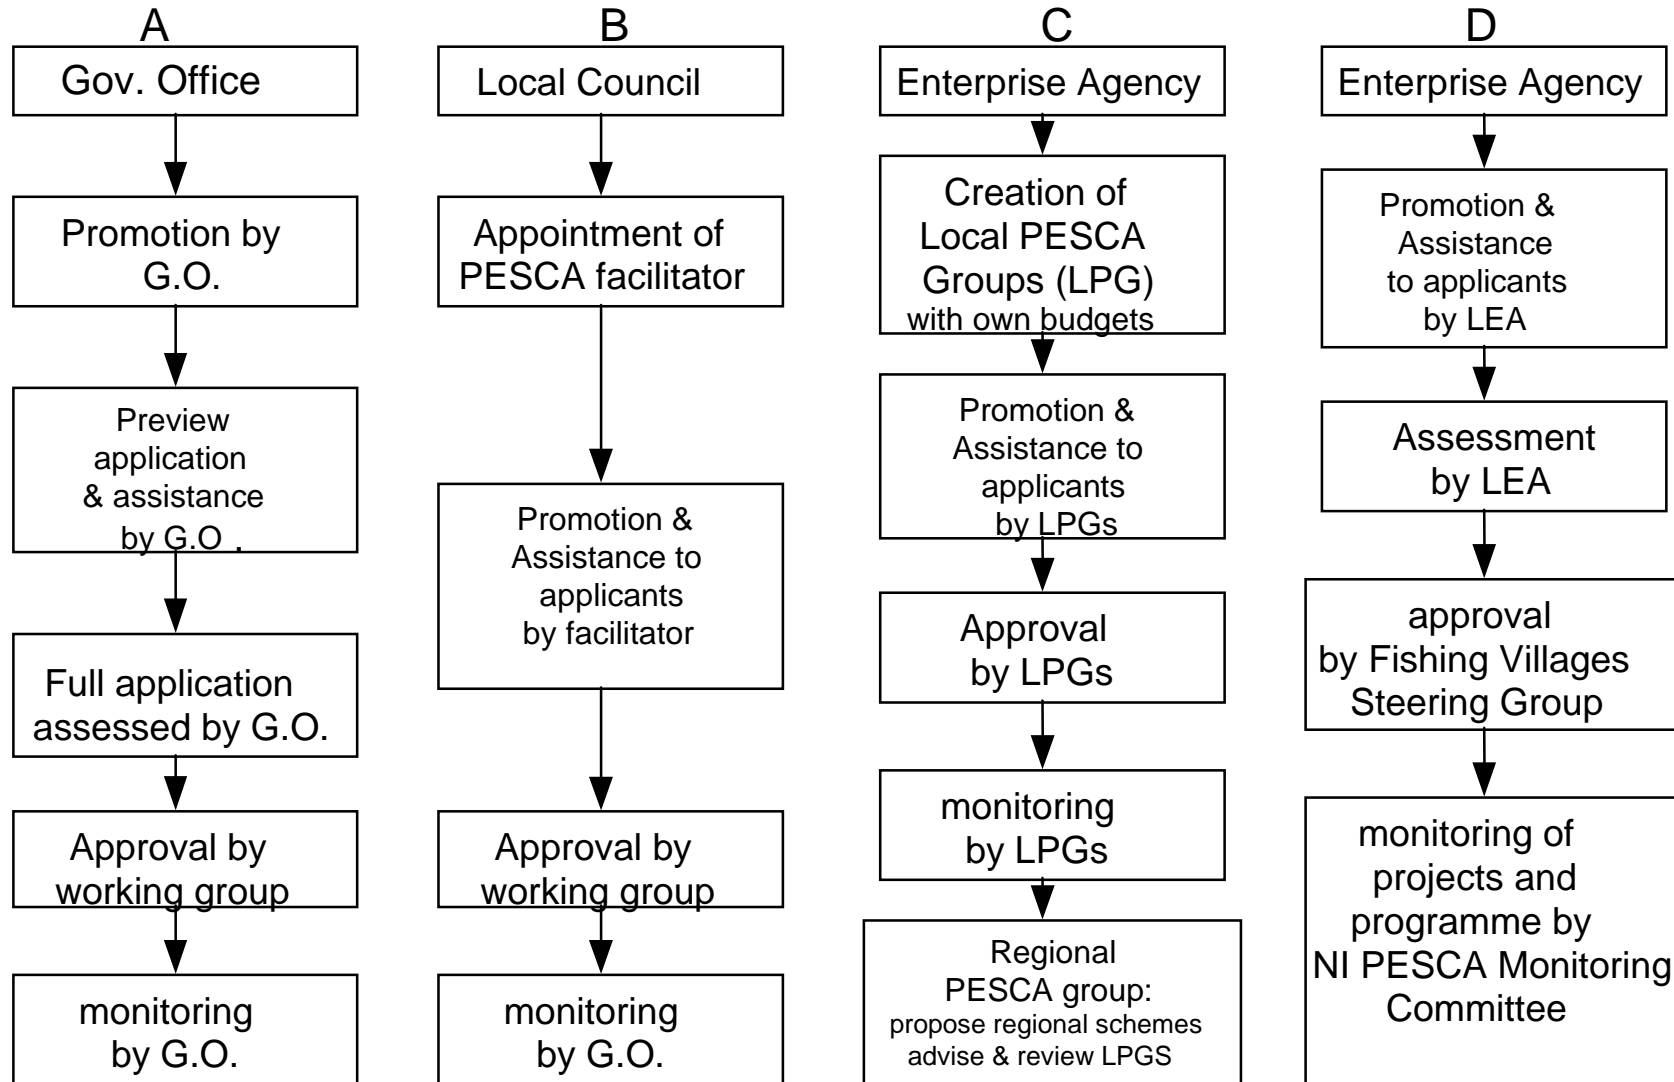 A
Gov. Office
Promotion by
G.O.
Preview
application
& assistance
by G.O .
Full application
assessed by G.O.
Approval by
working group
monitoring
by G.O.
B
Local Council
Appointment of
PESCA facilitator
Promotion &
Assistance to
applicants
by facilitator
Approval by
working group
monitoring
by G.O.
C
Enterprise Agency
Creation of
Local PESCA
Groups (LPG)
with own budgets
Promotion &
Assistance to
applicants
by LPGs
Approval
by LPGs
monitoring
by LPGs
Regional
PESCA group:
propose regional schemes
advise & review LPGS
D
Enterprise Agency
Promotion &
Assistance
to applicants
by LEA
Assessment
by LEA
approval
by Fishing Villages
Steering Group
monitoring of
projects and
programme by
NI PESCA Monitoring
Committee